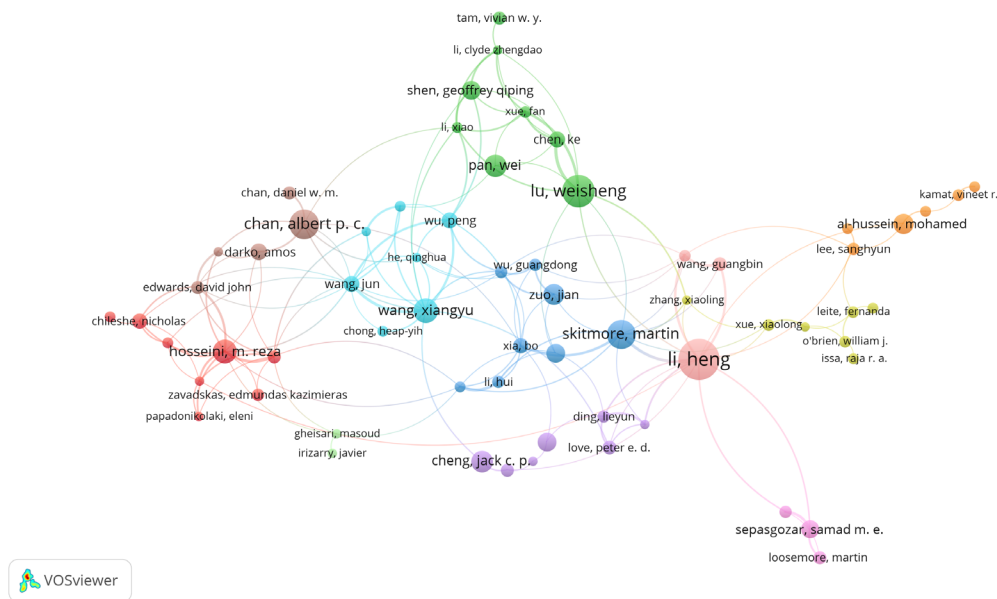 tam, vivian w. y.
li, clyde zhengdao
shen, geoffrey qiping
xue, fan
li, xiao
chen, ke
pan, wei
lu, weisheng
chan, daniel w. m.
kamat, vineet r.
chan, albert p. c.
wu, peng
al-hussein, mohamed
darko, amos
lee, sanghyun
he, qinghua
wu, guangdong
wang, guangbin
edwards, david john
wang, jun
zuo, jian
zhang, xiaoling
wang, xiangyu
leite, fernanda
chileshe, nicholas
xue, xiaolong
chong, heap-yih
skitmore, martin
o'brien, william j.
xia, bo
hosseini, m. reza
li, heng
issa, raja r. a.
li, hui
zavadskas, edmundas kazimieras
papadonikolaki, eleni
ding, lieyun
gheisari, masoud
love, peter e. d.
irizarry, javier
cheng, jack c. p.
sepasgozar, samad m. e.
loosemore, martin
VOSviewer